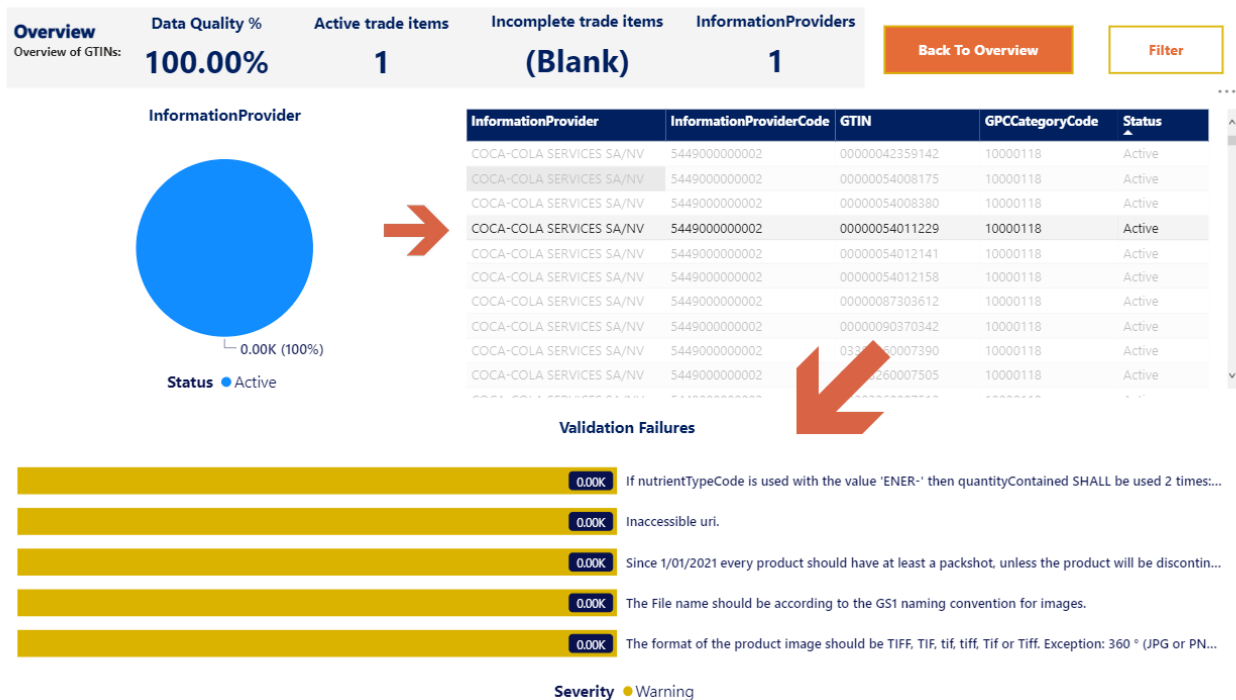 Overview
Overview of GTINs:
Data Quality %
100.00%
Active trade items
1
Incomplete trade items
(Blank)
InformationProviders
1
Back To Overview
Filter
InformationProvider
0.00K (100%)
Status Active
InformationProvider InformationProviderCode GTIN GPCCategoryCode Status
COCA-COLA SERVICES SA/NV 5449000000002 00000042359142 10000118 Active
COCA-COLA SERVICES SA/NV 5449000000002 00000054008175 10000118 Active
COCA-COLA SERVICES SA/NV 5449000000002 00000054008380 10000118 Active
COCA-COLA SERVICES SA/NV 5449000000002 00000054011229 10000118 Active
COCA-COLA SERVICES SA/NV 5449000000002 00000054012141 10000118 Active
COCA-COLA SERVICES SA/NV 5449000000002 00000054012158 10000118 Active
COCA-COLA SERVICES SA/NV 5449000000002 00000087303612 10000118 Active
COCA-COLA SERVICES SA/NV 5449000000002 00000090370342 10000118 Active
COCA-COLA SERVICES SA/NV 5449000000002 10000118 Active
COCA-COLA SERVICES SA/NV 5449000000002 10000118 Active
Validation Failures
0.00K If nutrientTypeCode is used with the value 'ENER-' then quantityContained SHALL be used 2 times:...
0.00K Inaccessible uri.
0.00K Since 1/01/2021 every product should have at least a packshot, unless the product will be discontin...
0.00K The File name should be according to the GS1 naming convention for images.
0.00K The format of the product image should be TIFF, TIF, tif, tiff, Tif or Tiff. Exception: 360 ° (JPG or PN...
Severity Warning